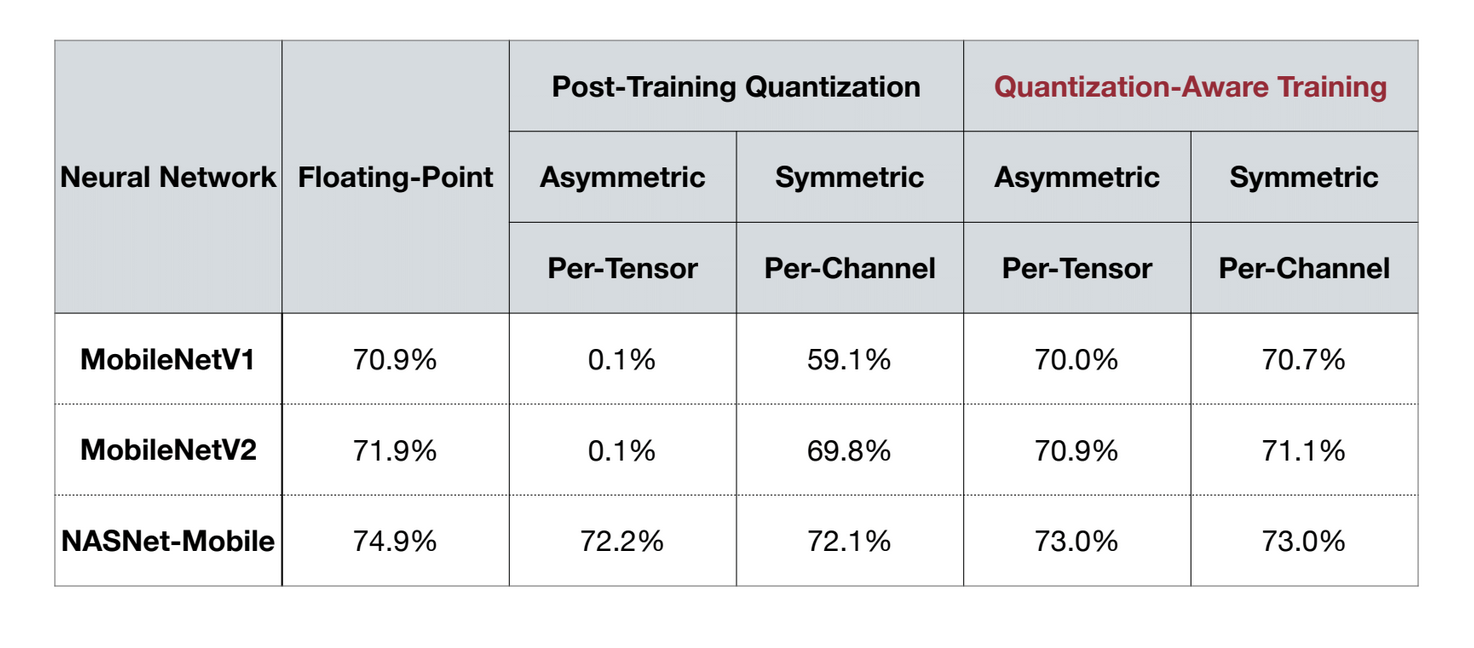 Post-Training Quantization Quantization-Aware Training
Neural Network Floating-Point Asymmetric Symmetric Asymmetric Symmetric
Per-Tensor Per-Channel Per-Tensor Per-Channel
MobileNetV1 70.9% 0.1% 59.1% 70.0% 70.7%
MobileNetV2 71.9% 0.1% 69.8% 70.9% 71.1%
NASNet-Mobile 74.9% 72.2% 72.1% 73.0% 73.0%